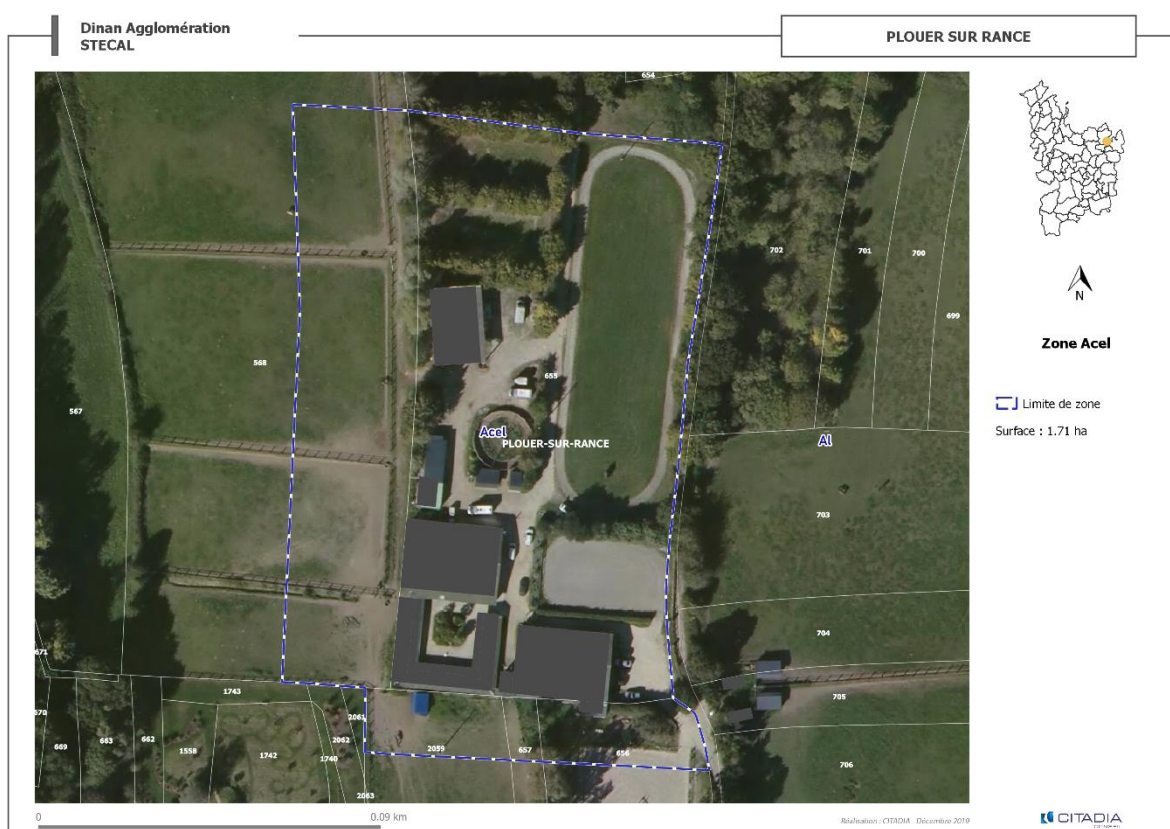 Dinan Agglomération
STECAL
PLOUER SUR RANCE
N
Zone Acel
Limite de zone
Surface : 1.71 ha
654
702
701
700
699
568
567
655
Acel
PLOUER-SUR-RANCE
Al
703
704
671
1743
705
670
669
663
662
1558
1742
1740
2062
2061
2063
2059
657
656
706
0
0.09 km
Réalisation : CITADIA Décembre 2019
CITADIA